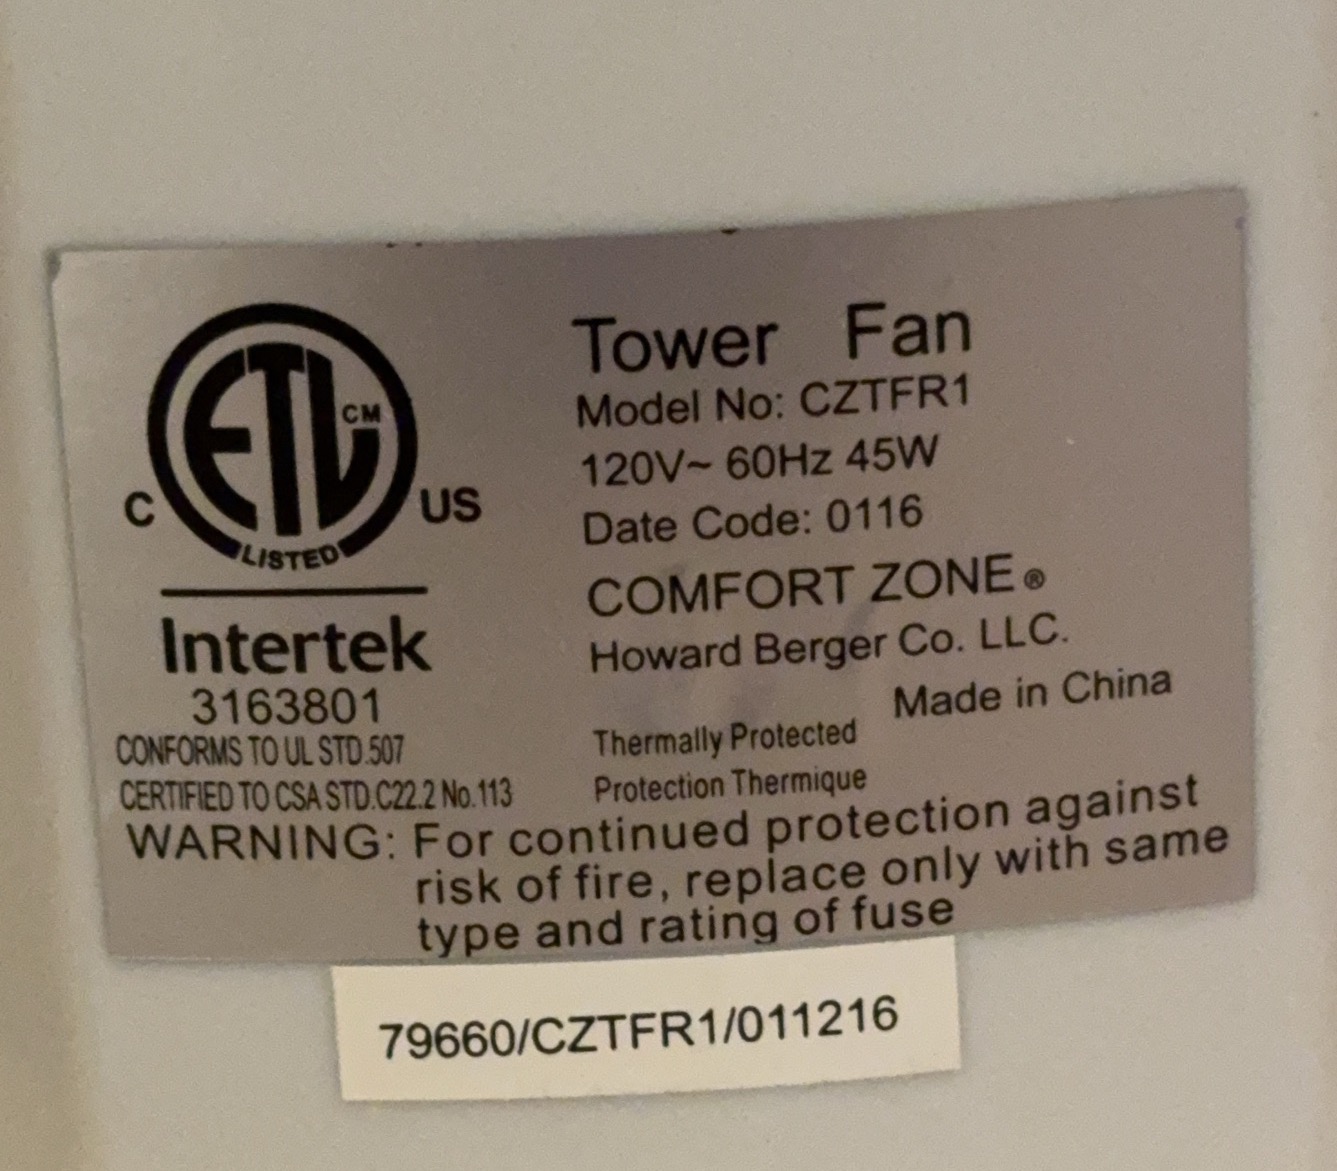 ETL CM
C US
LISTED
Intertek
3163801
CONFORMS TO UL STD.507
CERTIFIED TO CSA STD.C22.2 No.113
Tower Fan
Model No: CZTFR1
120V~ 60Hz 45W
Date Code: 0116
COMFORT ZONE®
Howard Berger Co. LLC.
Made in China
Thermally Protected
Protection Thermique
WARNING: For continued protection against
risk of fire, replace only with same
type and rating of fuse
79660/CZTFR1/011216